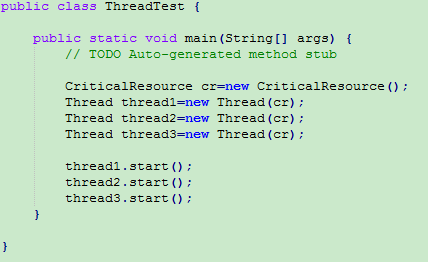 public class ThreadTest {
public static void main(String[] args) {
// TODO Auto-generated method stub
CriticalResource cr=new CriticalResource();
Thread thread1=new Thread(cr);
Thread thread2=new Thread(cr);
Thread thread3=new Thread(cr);
thread1.start();
thread2.start();
thread3.start();
}
}